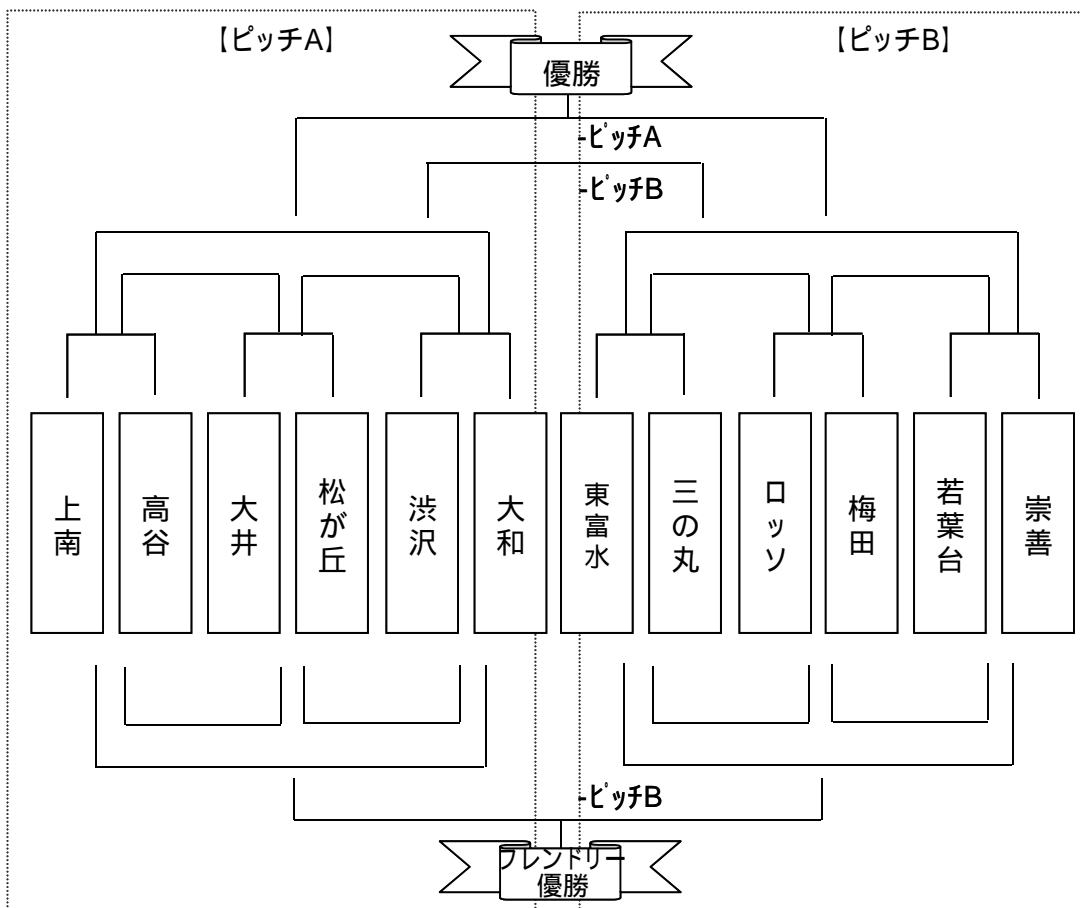 【ピッチA】
【ピッチB】
優勝
-ピッチA
-ピッチB
上南
高谷
大井
松が丘
渋沢
大和
東富水
三の丸
ロッソ
梅田
若葉台
崇善
-ピッチB
フレンドリー
優勝